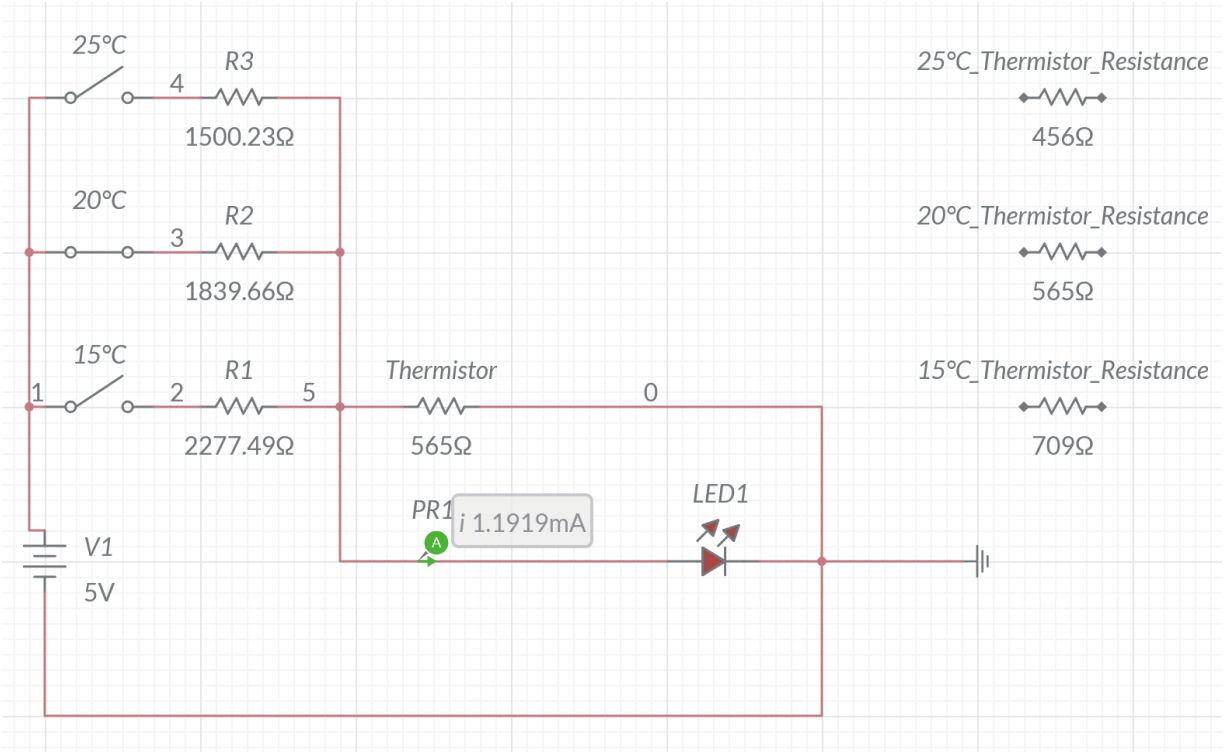 25°C
4
R3
1500.23Ω
25°C_Thermistor_Resistance
456Ω
20°C
3
R2
1839.66Ω
20°C_Thermistor_Resistance
565Ω
15°C
1
2
R1
5
2277.49Ω
Thermistor
565Ω
0
15°C_Thermistor_Resistance
709Ω
PR1
A
i 1.1919mA
LED1
V1
5V